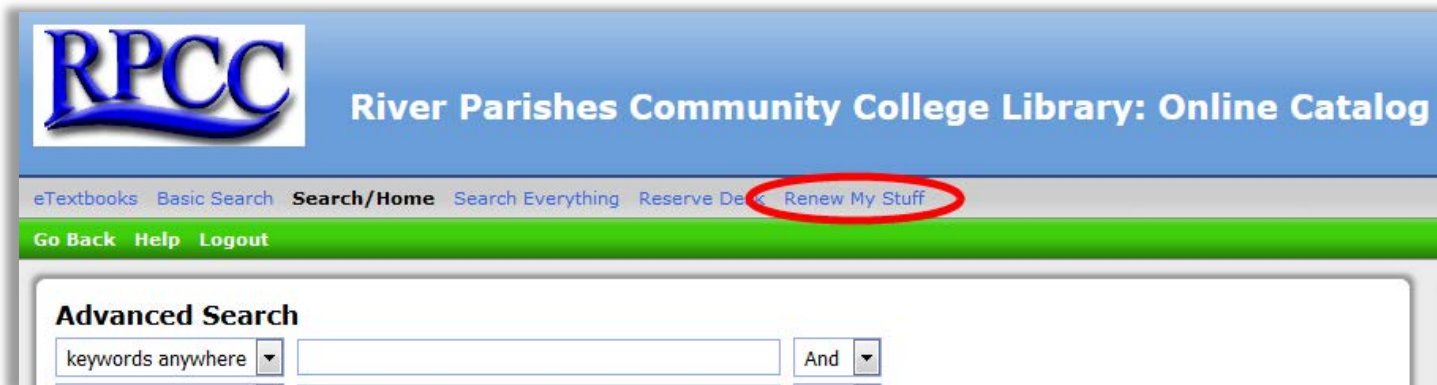 RPCC
River Parishes Community College Library: Online Catalog
eTextbooks Basic Search Search/Home Search Everything Reserve Desk Renew My Stuff
Go Back Help Logout
Advanced Search
keywords anywhere And